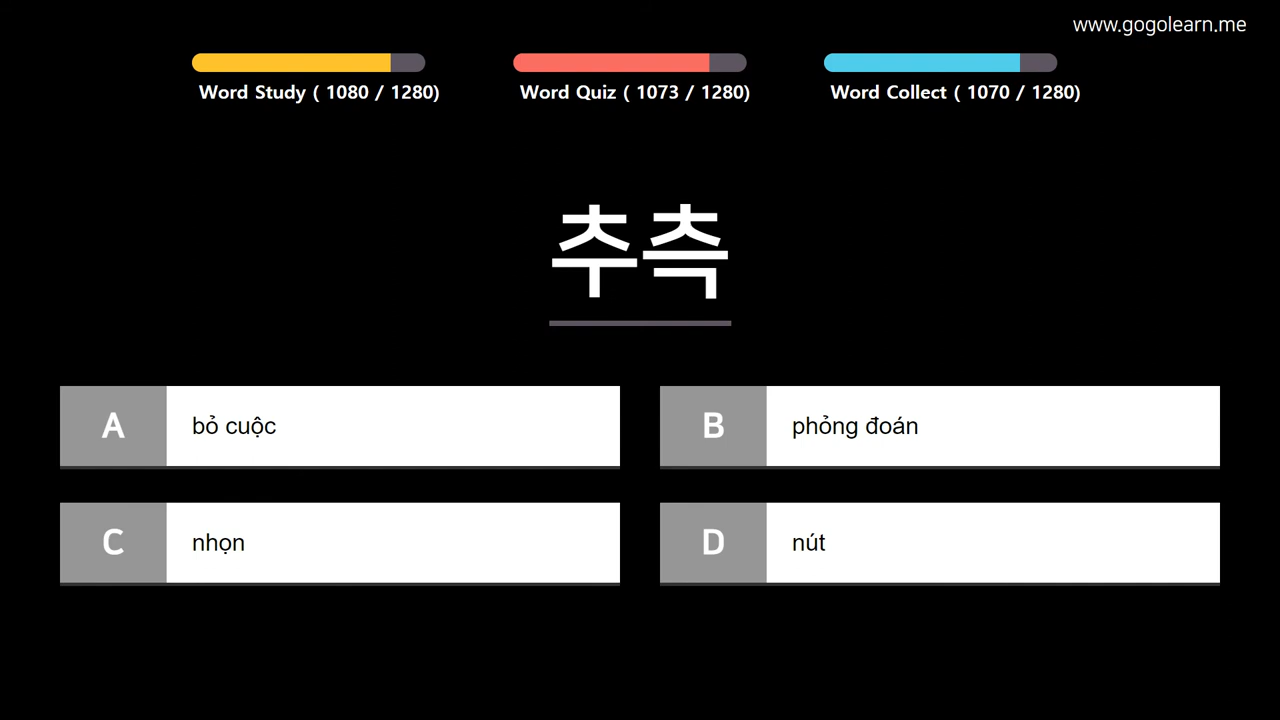 www.gogolearn.me
Word Study ( 1080 / 1280)
Word Quiz ( 1073 / 1280)
Word Collect ( 1070 / 1280)
추측
A bỏ cuộc
B phỏng đoán
C nhọn
D nút